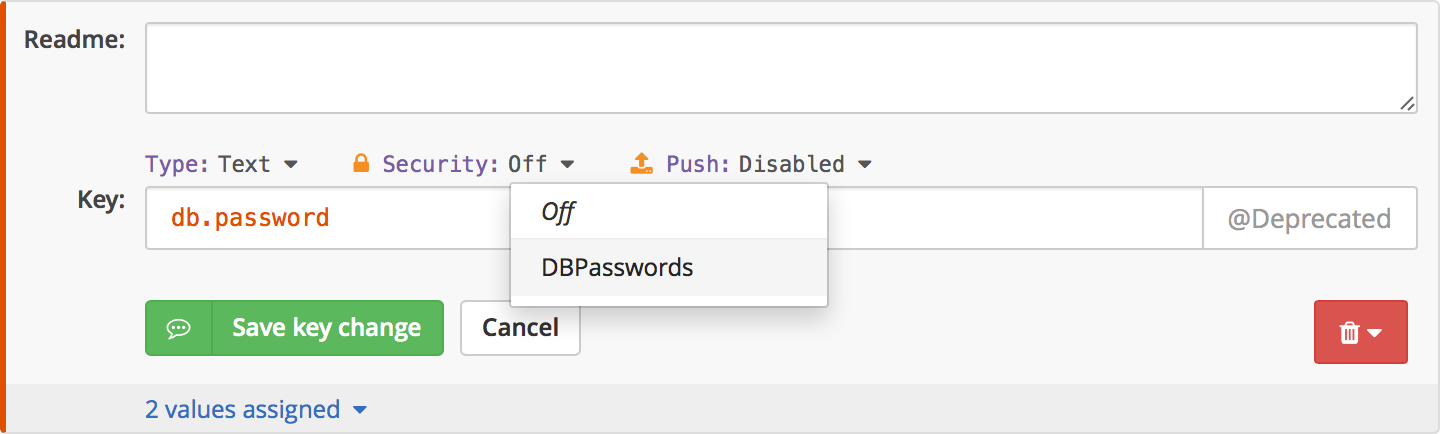 Readme:
Type: Text Security: Off Push: Disabled
Key: db.password @Deprecated
Off
DBPasswords
Save key change Cancel
2 values assigned